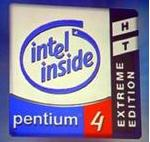 intel
inside
pentium 4
HT
EXTREME
EDITION